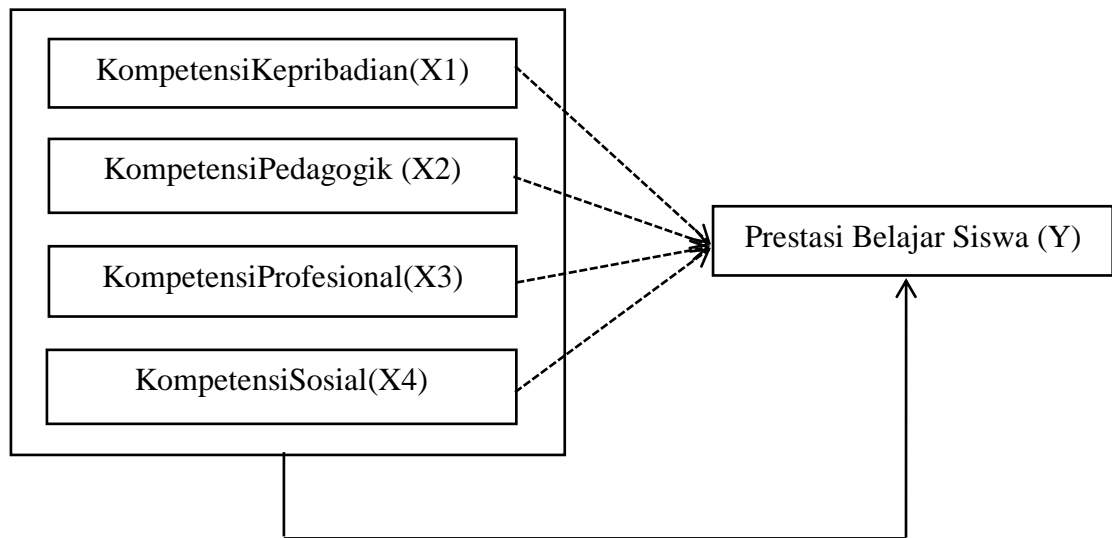 KompetensiKepribadian(X1)
KompetensiPedagogik (X2)
Prestasi Belajar Siswa (Y)
KompetensiProfesional(X3)
KompetensiSosial(X4)